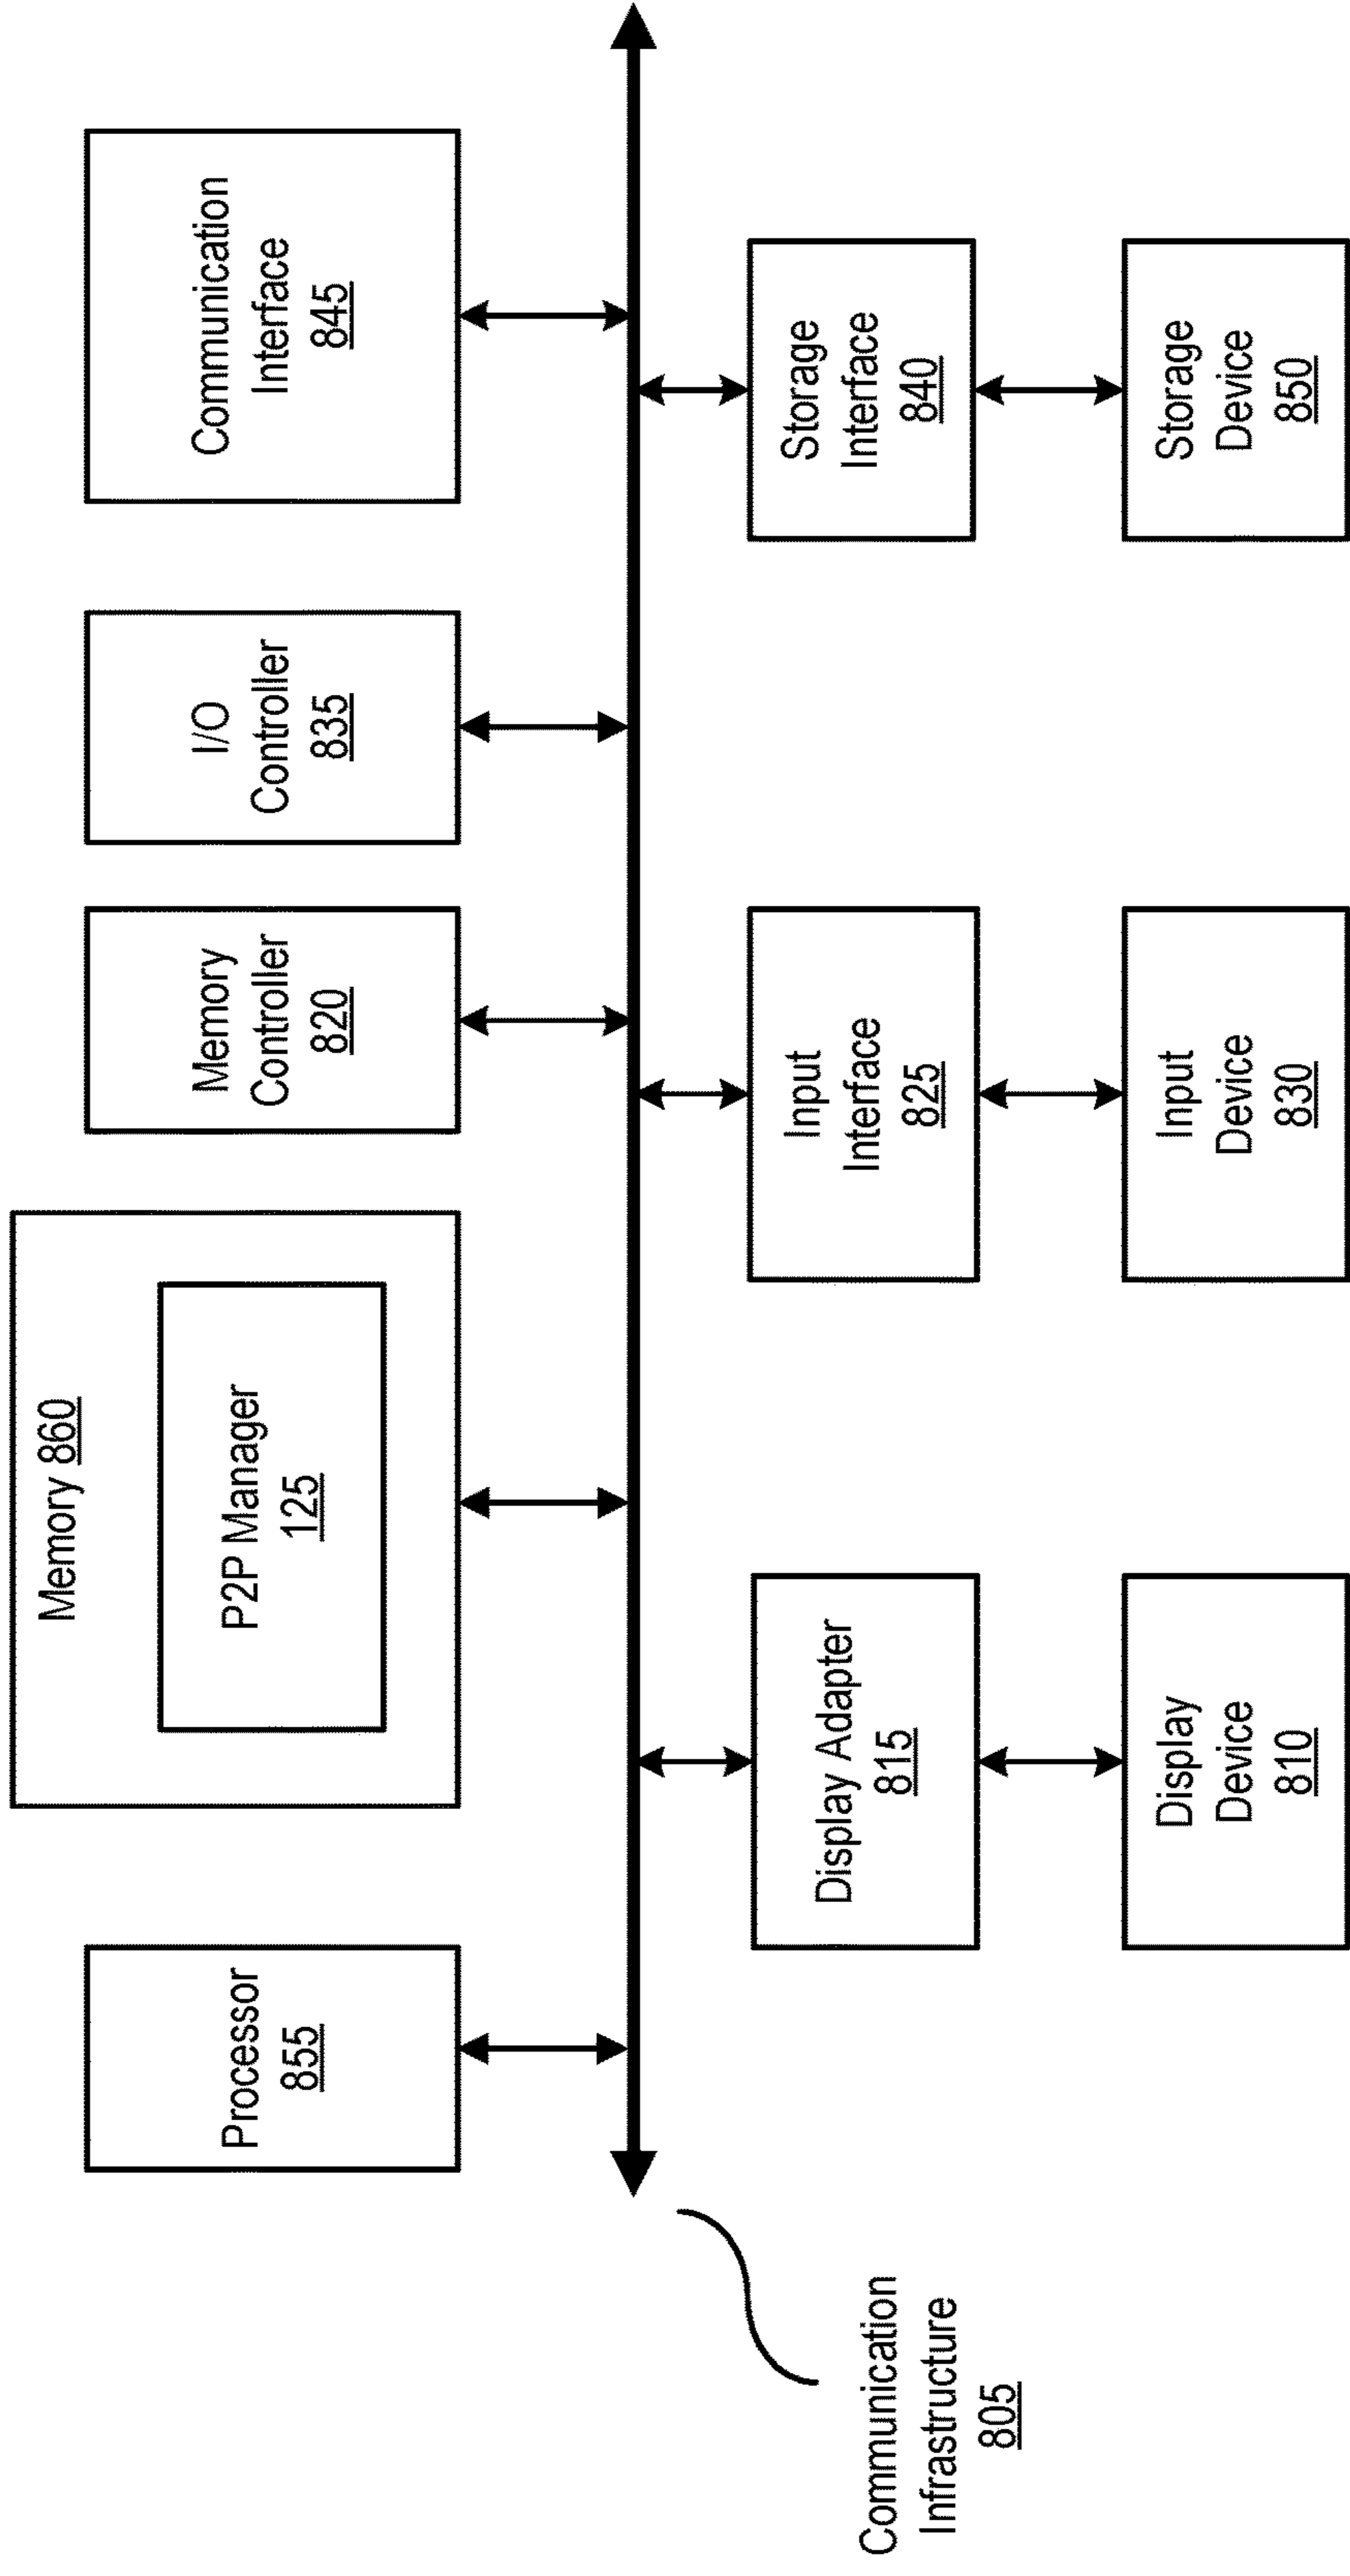 Processor
855
Memory 860
P2P Manager
125
Memory
Controller
820
I/O
Controller
835
Communication
Interface
845
Communication
Infrastructure
805
Display Adapter
815
Input
Interface
825
Storage
Interface
840
Display
Device
810
Input
Device
830
Storage
Device
850